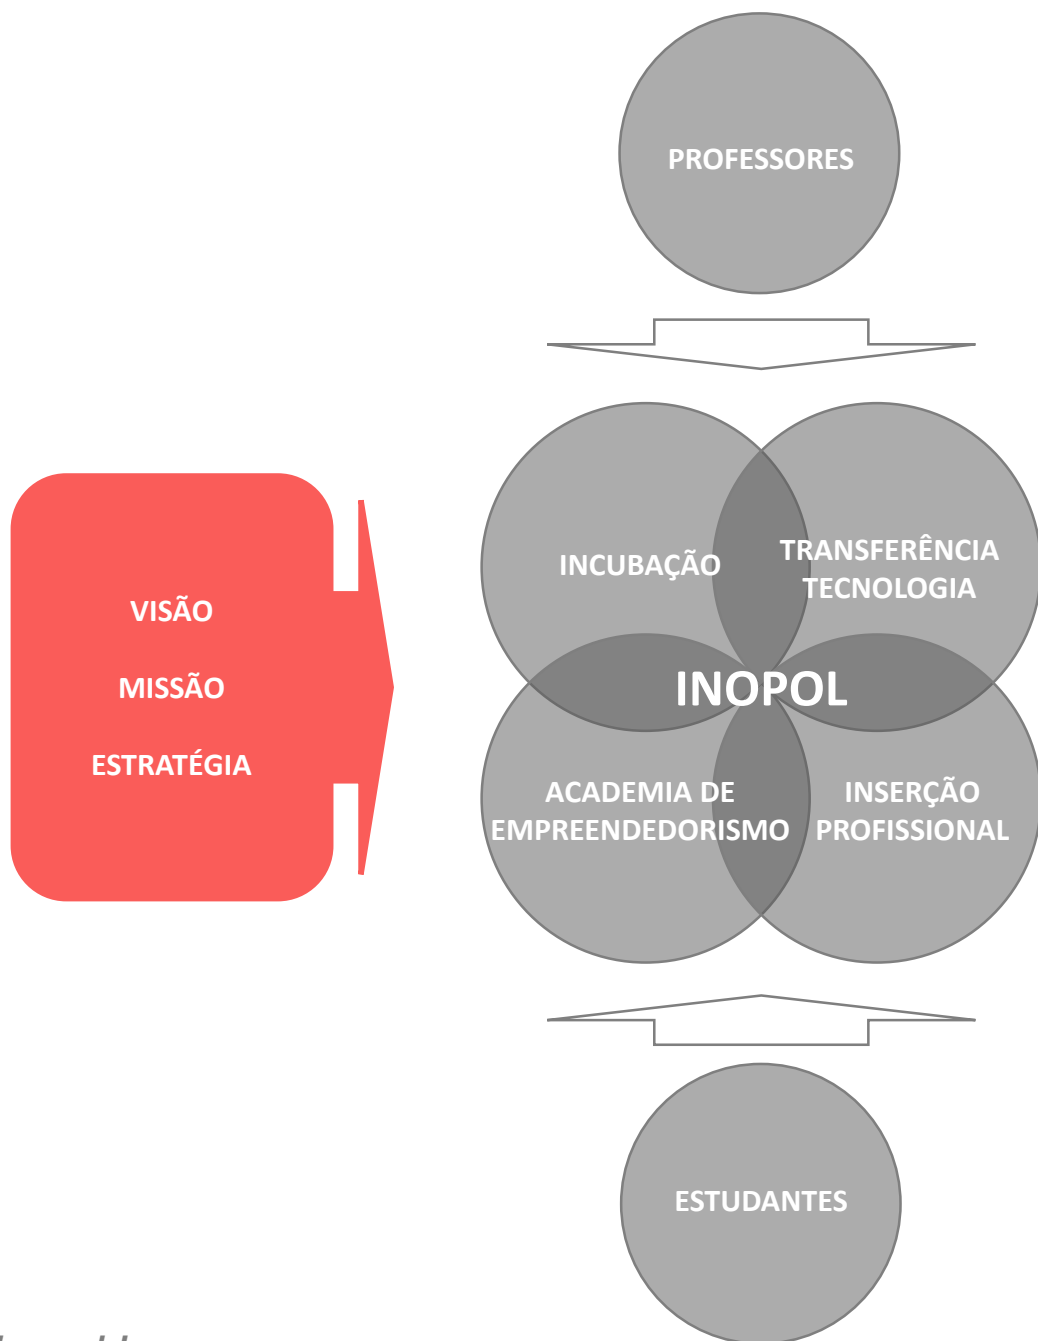 PROFESSORES
INCUBAÇÃO
TRANSFERÊNCIA
TECNOLOGIA
VISÃO
MISSÃO
ESTRATÉGIA
INOPOL
ACADEMIA DE
EMPREENDEDORISMO
INSERÇÃO
PROFISSIONAL
ESTUDANTES